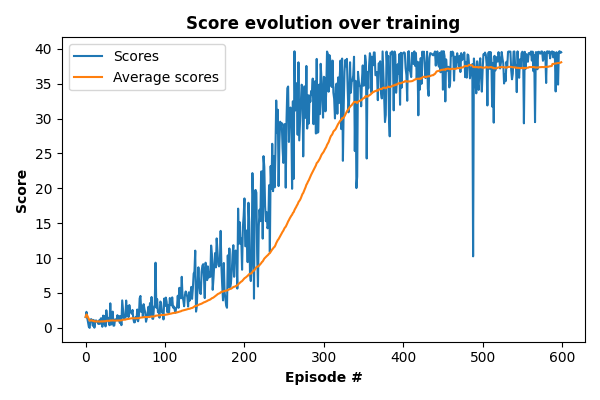 Score evolution over training
Scores
Average scores
Score
40
35
30
25
20
15
10
5
0
0 100 200 300 400 500 600
Episode #